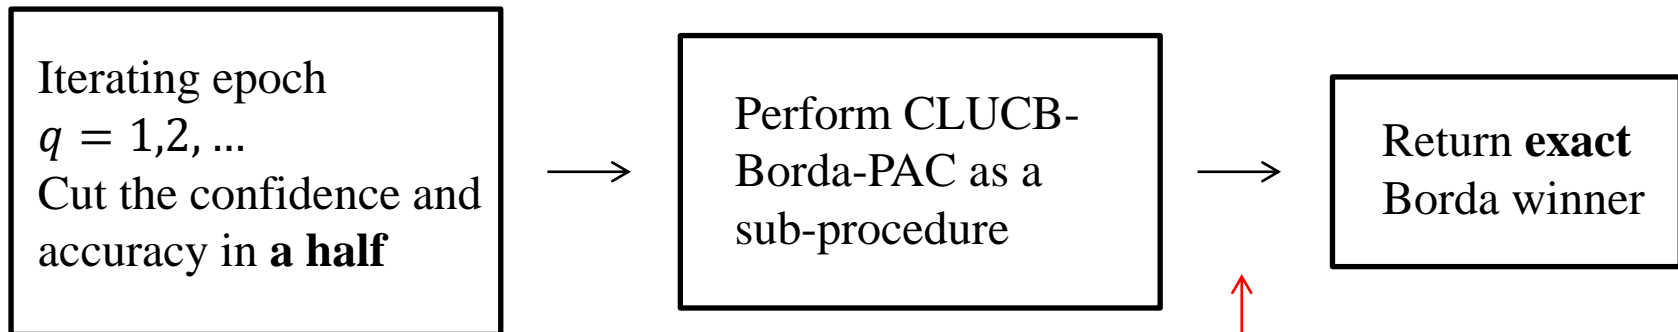 Iterating epoch
q = 1,2, ...
Cut the confidence and
accuracy in a half
Perform CLUCB-
Borda-PAC as a
sub-procedure
Return exact
Borda winner